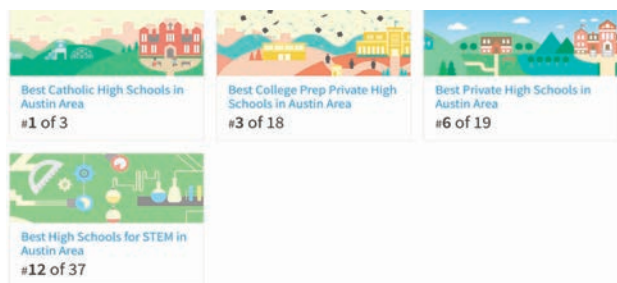 Best Catholic High Schools in
Austin Area
#1 of 3
Best College Prep Private High
Schools in Austin Area
#3 of 18
Best Private High Schools in
Austin Area
#6 of 19
Best High Schools for STEM in
Austin Area
#12 of 37